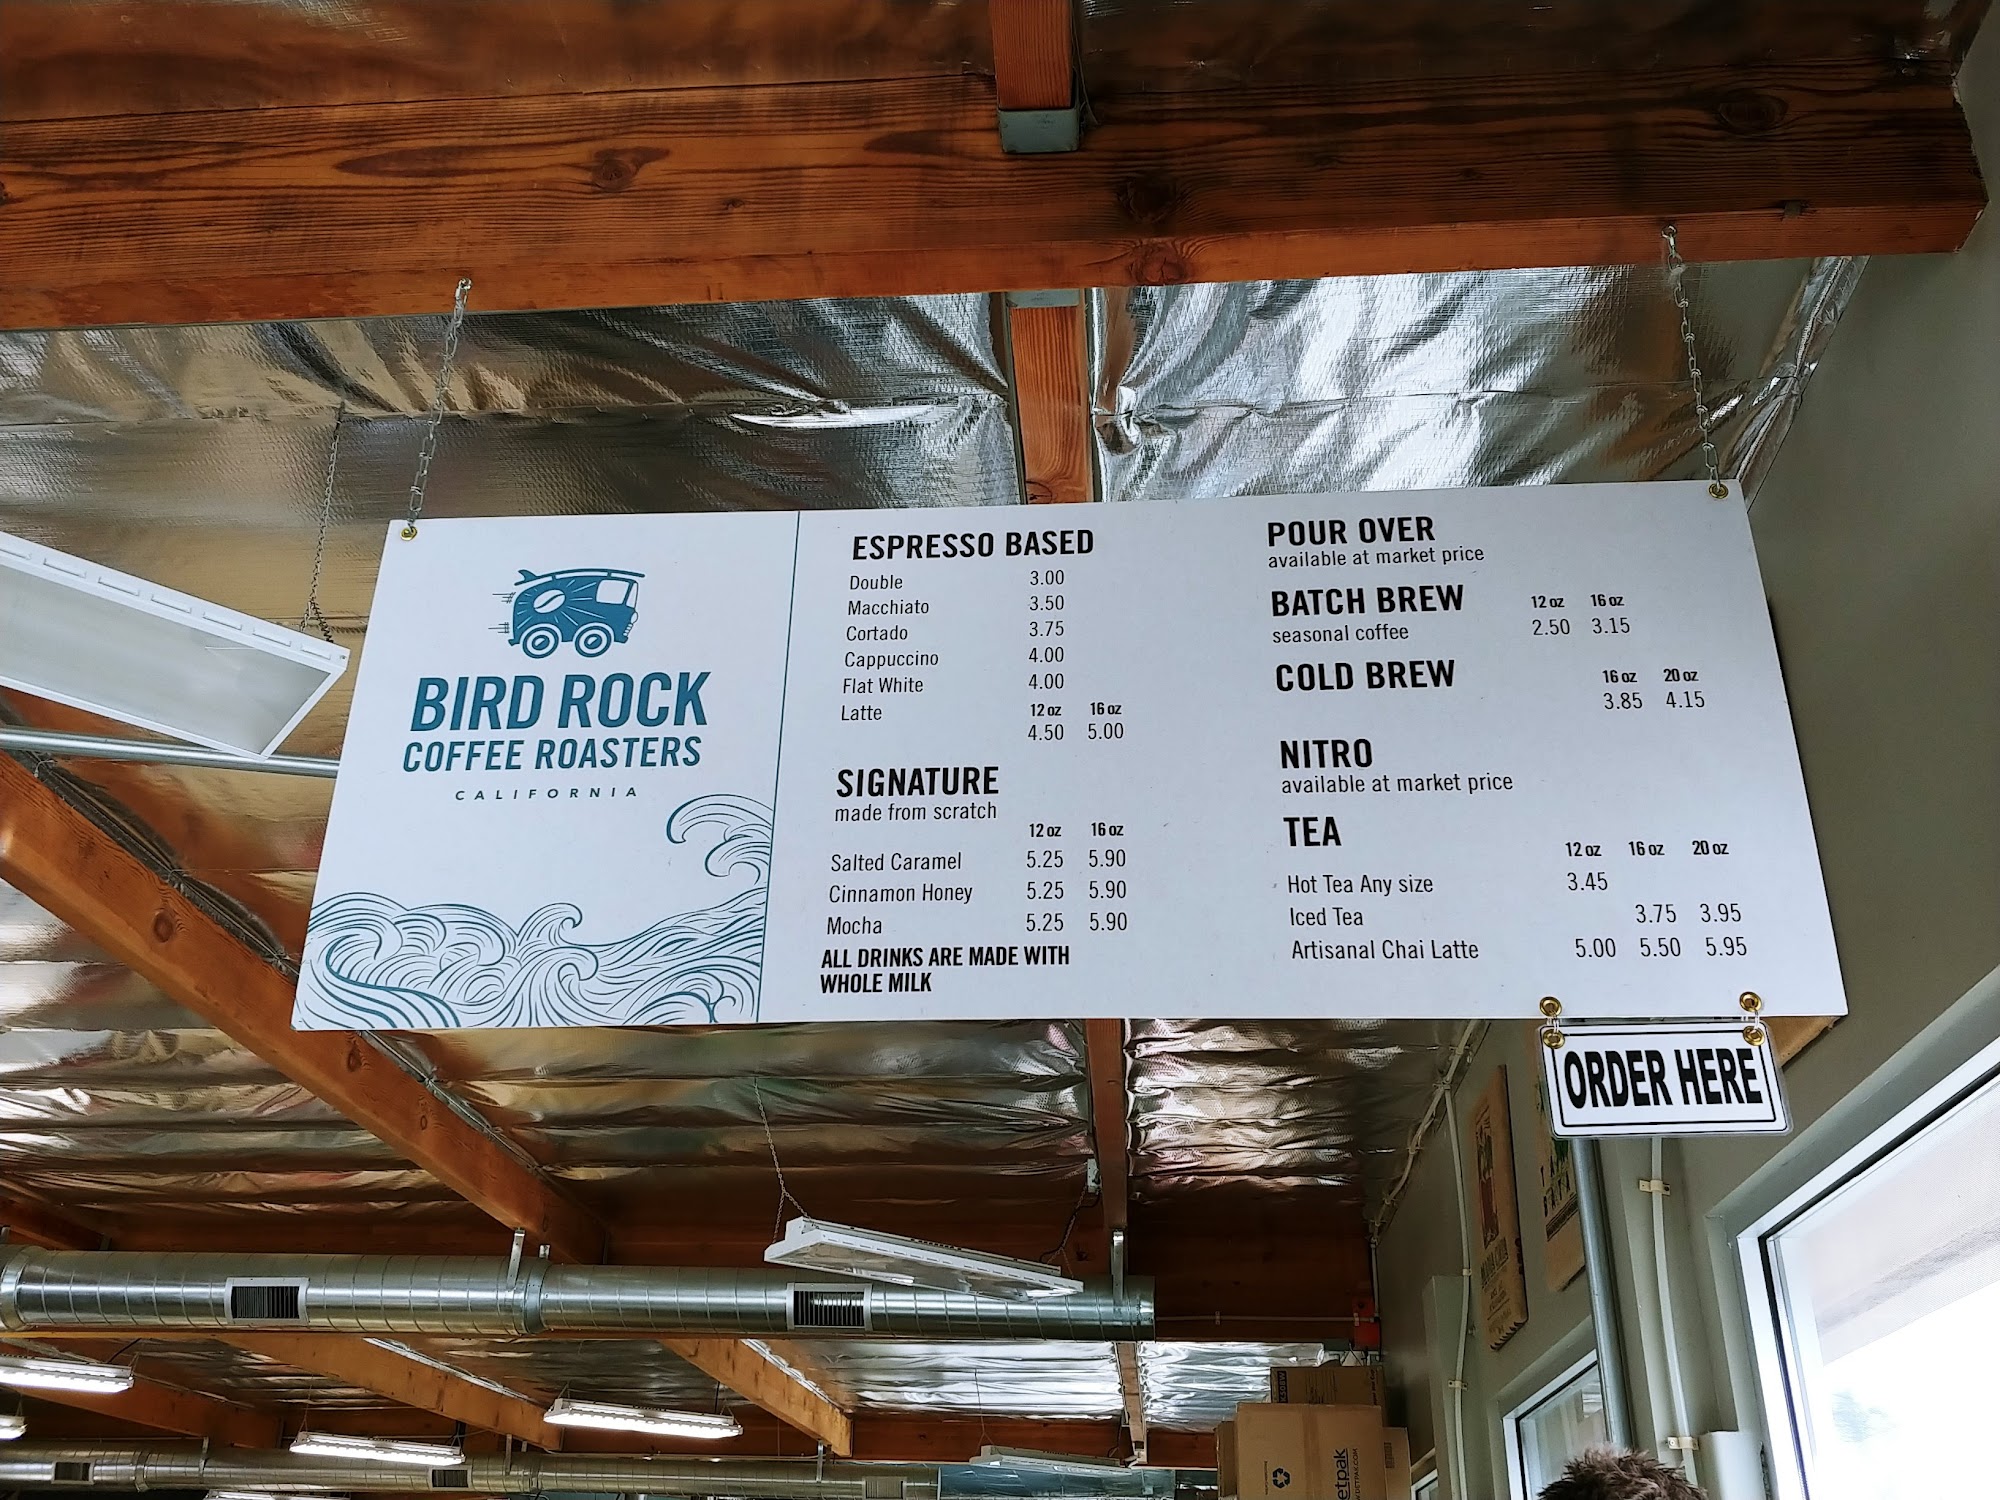 BIRD ROCK
COFFEE ROASTERS
CALIFORNIA
ESPRESSO BASED
Double 3.00
Macchiato 3.50
Cortado 3.75
Cappuccino 4.00
Flat White 4.00
Latte 12 oz 16 oz
4.50 5.00
SIGNATURE
made from scratch
12 oz 16 oz
Salted Caramel 5.25 5.90
Cinnamon Honey 5.25 5.90
Mocha 5.25 5.90
ALL DRINKS ARE MADE WITH
WHOLE MILK
POUR OVER
available at market price
BATCH BREW 12 oz 16 oz
seasonal coffee 2.50 3.15
COLD BREW 16 oz 20 oz
3.85 4.15
NITRO
available at market price
TEA
12 oz 16 oz 20 oz
Hot Tea Any size 3.45
Iced Tea 3.75 3.95
Artisanal Chai Latte 5.00 5.50 5.95
ORDER HERE
etpak